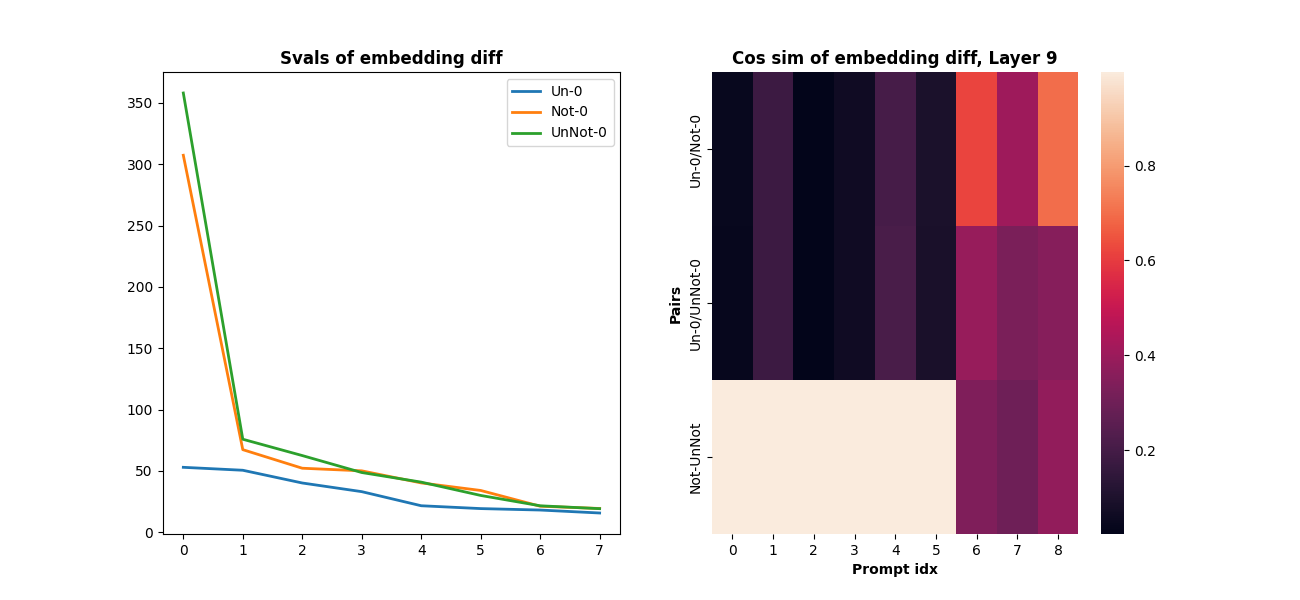 Svals of embedding diff
350
300
250
200
150
100
50
0
0 1 2 3 4 5 6 7
Un-0
Not-0
UnNot-0
Cos sim of embedding diff, Layer 9
Pairs
Un-0/Not-0
Un-0/UnNot-0
Not-UnNot
0 1 2 3 4 5 6 7 8
Prompt idx
0.8
0.6
0.4
0.2